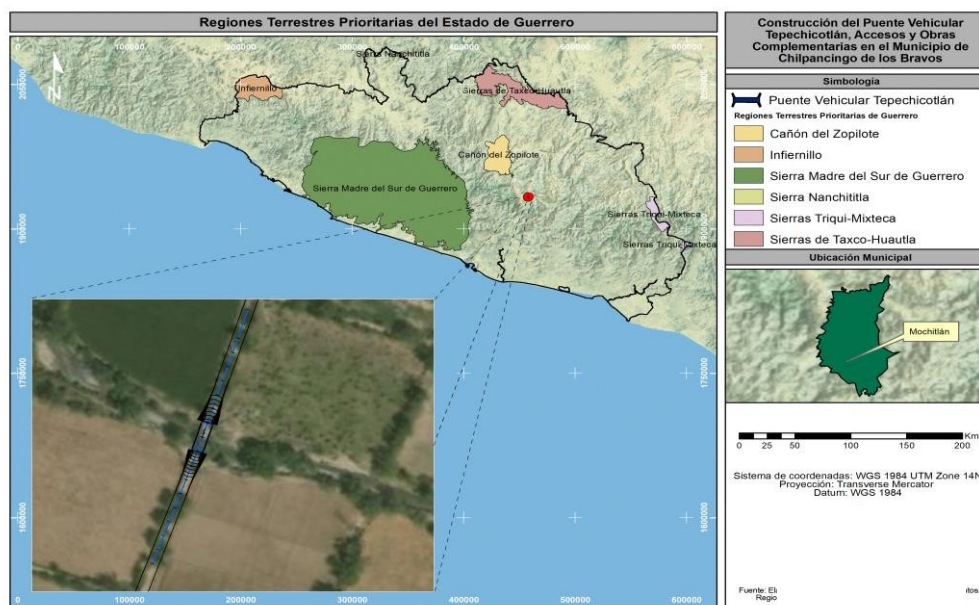 Regiones Terrestres Prioritarias del Estado de Guerrero
0 100000 200000 300000 400000 500000 600000
2050000
1900000
1750000
1600000
2050000
1900000
1750000
1600000
Sierra Nanchititla
Infiernillo
Sierras de Taxco-Huautla
Cañón del Zopilote
Sierra Madre del Sur de Guerrero
Sierras Triqui-Mixteca
Sierras Triqui-Mixteca
0 100000 200000 300000 400000 500000 600000
Construcción del Puente Vehicular
Tepechicotlán, Accesos y Obras
Complementarias en el Municipio de
Chilpancingo de los Bravos
Simbología
Puente Vehicular Tepechicotlán
Regiones Terrestres Prioritarias de Guerrero
Cañón del Zopilote
Infiernillo
Sierra Madre del Sur de Guerrero
Sierra Nanchititla
Sierras Triqui-Mixteca
Sierras de Taxco-Huautla
Ubicación Municipal
Mochitlán
Km
0 25 50 100 150 200
Sistema de coordenadas: WGS 1984 UTM Zone 14N
Proyección: Transverse Mercator
Datum: WGS 1984
Fuente: